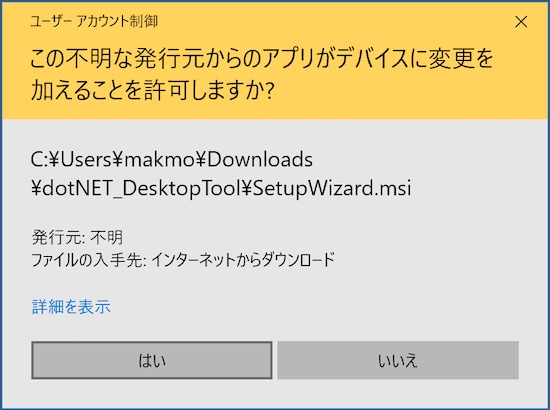 ユーザー アカウント制御
この不明な発行元からのアプリがデバイスに変更を
加えることを許可しますか?
C:¥Users¥makmo¥Downloads
¥dotNET_DesktopTool¥SetupWizard.msi
発行元: 不明
ファイルの入手先: インターネットからダウンロード
詳細を表示
はい
いいえ